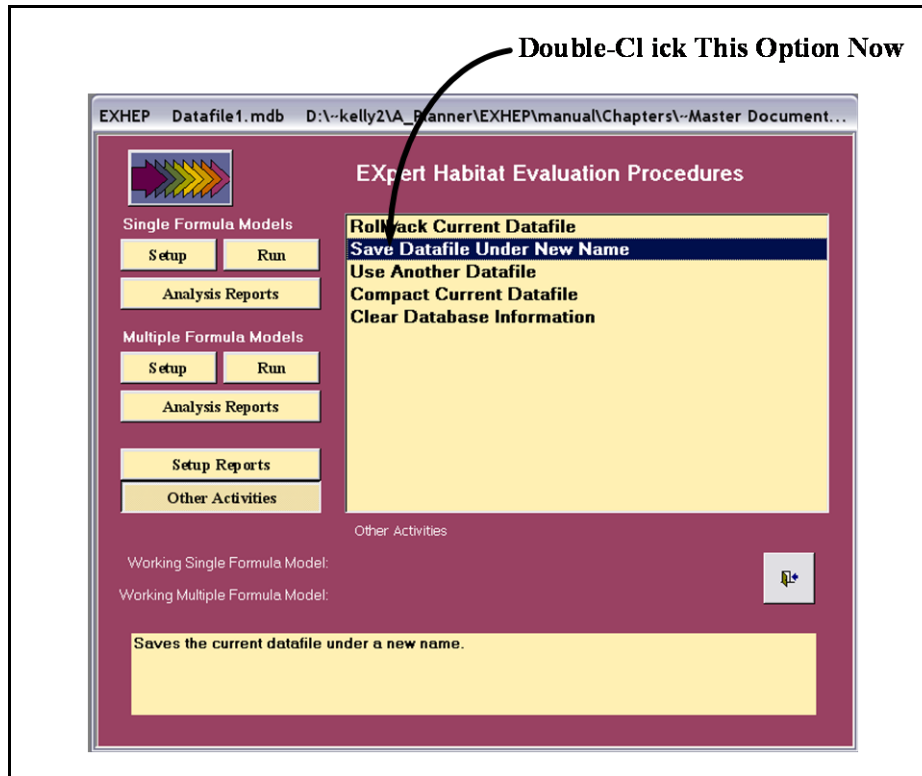 Double-Cl ick This Option Now
EXHEP Datafile1.mdb D:\--kelly2\A_Planner\EXHEP\manual\Chapters\--Master Document...
EXpert Habitat Evaluation Procedures
Single Formula Models
Setup Run
Analysis Reports
Multiple Formula Models
Setup Run
Analysis Reports
Setup Reports
Other Activities
Rollback Current Datafile
Save Datafile Under New Name
Use Another Datafile
Compact Current Datafile
Clear Database Information
Other Activities
Working Single Formula Model:
Working Multiple Formula Model:
Saves the current datafile under a new name.